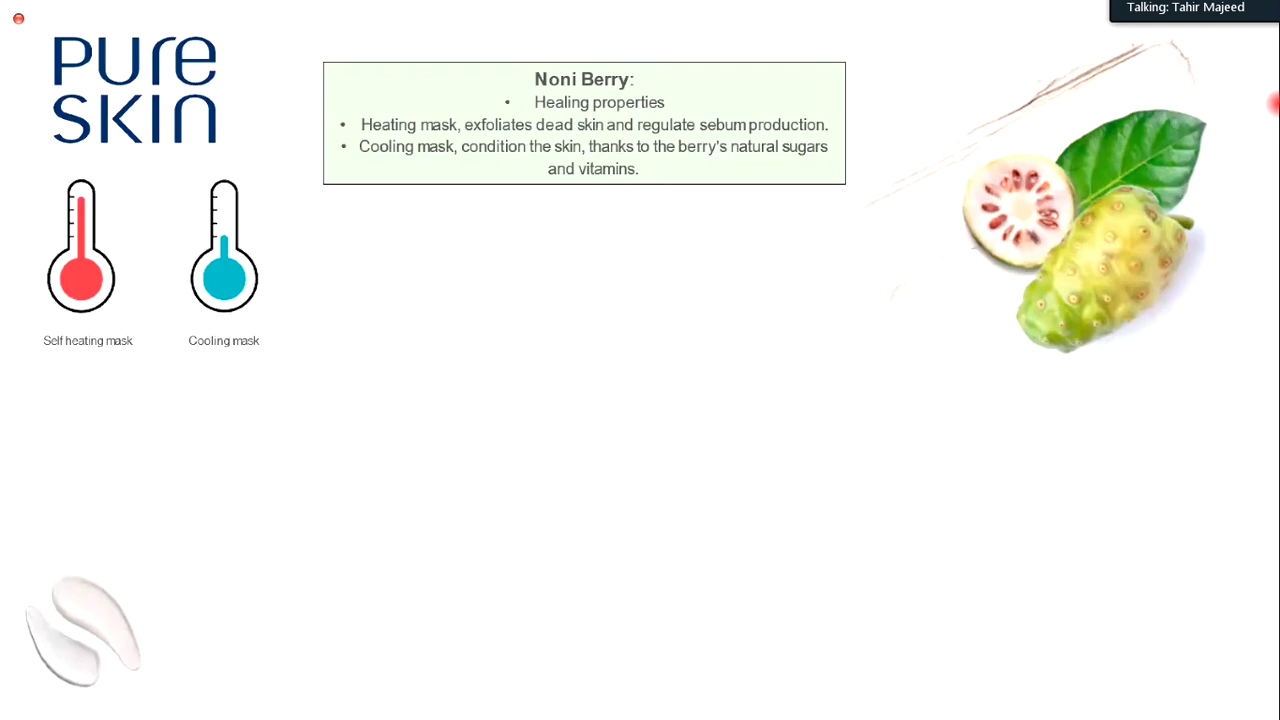 Talking: Tahir Majeed
PURE
SKIN
Noni Berry:
• Healing properties
• Heating mask, exfoliates dead skin and regulate sebum production.
• Cooling mask, condition the skin, thanks to the berry's natural sugars
and vitamins.
Self heating mask
Cooling mask